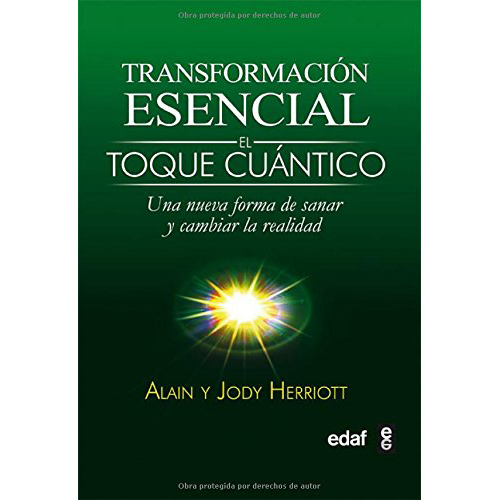 Obra protegida por derechos de autor
TRANSFORMACIÓN
ESENCIAL
EL
TOQUE CUÁNTICO
Una nueva forma de sanar
y cambiar la realidad
ALAIN Y JODY HERRIOTT
edaf
Obra protegida por derechos de autor